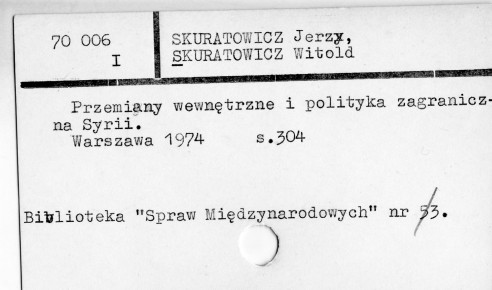 70 006
I
SKURATOWICZ Jerzy,
SKURATOWICZ Witold
Przemiany wewnętrzne i polityka zagranicz-
na Syrii.
Warszawa 1974 s.304
Biblioteka "Spraw Międzynarodowych" nr 53.